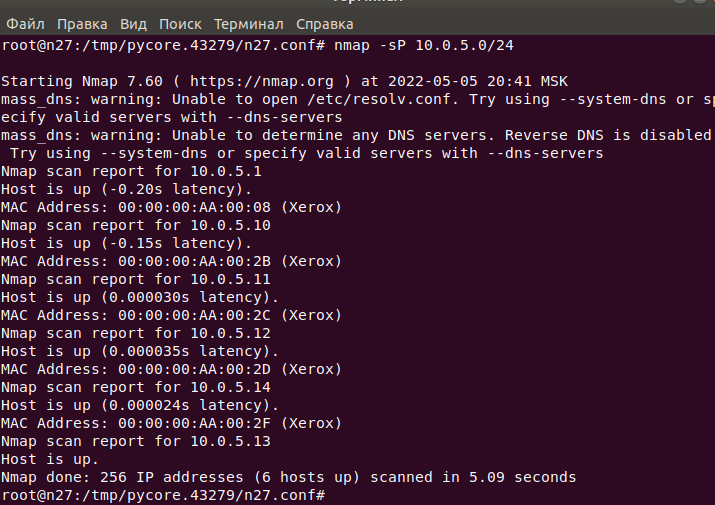 Файл Правка Вид Поиск Терминал Справка
root@n27:/tmp/pycore.43279/n27.conf# nmap -sP 10.0.5.0/24
Starting Nmap 7.60 ( https://nmap.org ) at 2022-05-05 20:41 MSK
mass_dns: warning: Unable to open /etc/resolv.conf. Try using --system-dns or sp
ecify valid servers with --dns-servers
mass_dns: warning: Unable to determine any DNS servers. Reverse DNS is disabled
 Try using --system-dns or specify valid servers with --dns-servers
Nmap scan report for 10.0.5.1
Host is up (-0.20s latency).
MAC Address: 00:00:00:AA:00:08 (Xerox)
Nmap scan report for 10.0.5.10
Host is up (-0.15s latency).
MAC Address: 00:00:00:AA:00:2B (Xerox)
Nmap scan report for 10.0.5.11
Host is up (0.000030s latency).
MAC Address: 00:00:00:AA:00:2C (Xerox)
Nmap scan report for 10.0.5.12
Host is up (0.000035s latency).
MAC Address: 00:00:00:AA:00:2D (Xerox)
Nmap scan report for 10.0.5.14
Host is up (0.000024s latency).
MAC Address: 00:00:00:AA:00:2F (Xerox)
Nmap scan report for 10.0.5.13
Host is up.
Nmap done: 256 IP addresses (6 hosts up) scanned in 5.09 seconds
root@n27:/tmp/pycore.43279/n27.conf#